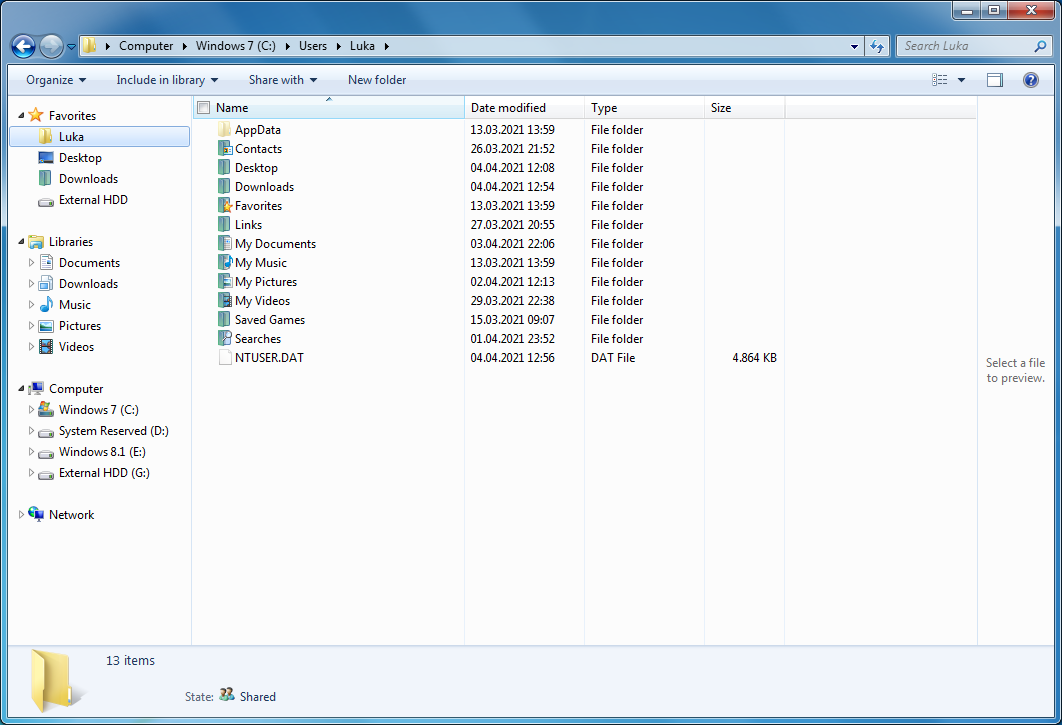 Computer Windows 7 (C:) Users Luka
Search Luka
Organize Include in library Share with New folder
Favorites
Luka
Desktop
Downloads
External HDD
Libraries
Documents
Downloads
Music
Pictures
Videos
Computer
Windows 7 (C:)
System Reserved (D:)
Windows 8.1 (E:)
External HDD (G:)
Network
Name Date modified Type Size
AppData 13.03.2021 13:59 File folder
Contacts 26.03.2021 21:52 File folder
Desktop 04.04.2021 12:08 File folder
Downloads 04.04.2021 12:54 File folder
Favorites 13.03.2021 13:59 File folder
Links 27.03.2021 20:55 File folder
My Documents 03.04.2021 22:06 File folder
My Music 13.03.2021 13:59 File folder
My Pictures 02.04.2021 12:13 File folder
My Videos 29.03.2021 22:38 File folder
Saved Games 15.03.2021 09:07 File folder
Searches 01.04.2021 23:52 File folder
NTUSER.DAT 04.04.2021 12:56 DAT File 4.864 KB
Select a file
to preview.
13 items
State: Shared